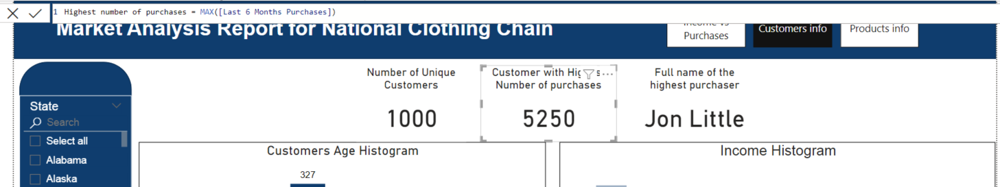 1 Highest number of purchases = MAX([Last 6 Months Purchases])
Market Analysis Report for National Clothing Chain
Income vs
Purchases
Customers info
Products info
Number of Unique
Customers
1000
Customer with Hig
Number of purchases
5250
Full name of the
highest purchaser
Jon Little
State
Search
Select all
Alabama
Alaska
Customers Age Histogram
327
Income Histogram